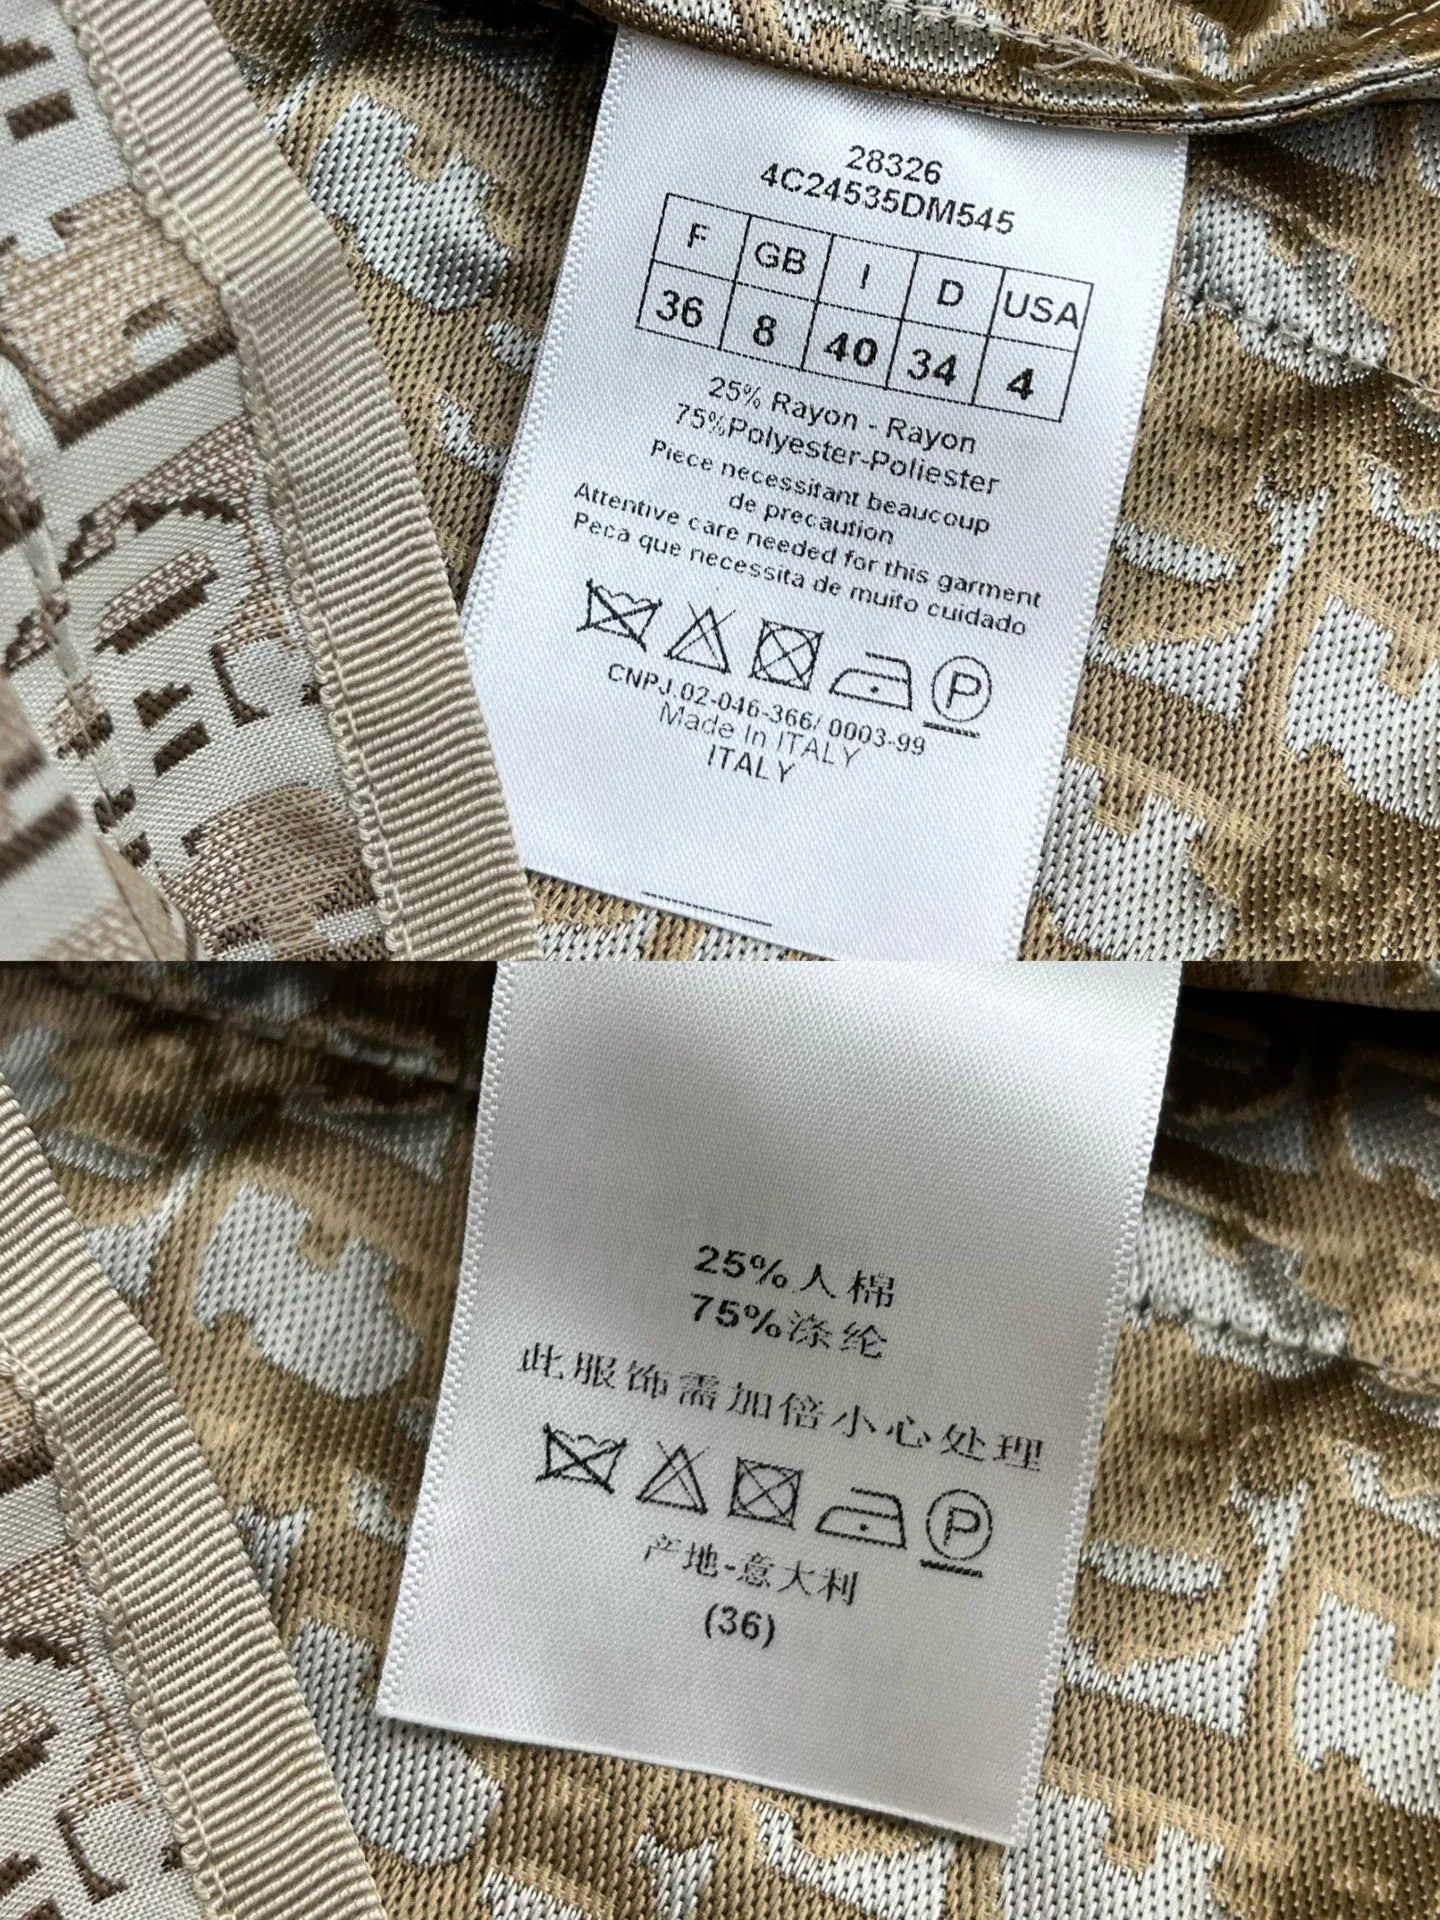 28326
4C24535DM545
F GB I D USA
36 8 40 34 4
25% Rayon - Rayon
75%Polyester-Poliester
Piece necessitant beaucoup
de precaution
Attentive care needed for this garment
Peca que necessita de muito cuidado
P
CNPJ.02-046-366/ 0003-99
Made In ITALY
ITALY
25%人棉
75%涤纶
此服饰需加倍小心处理
P
产地-意大利
(36)